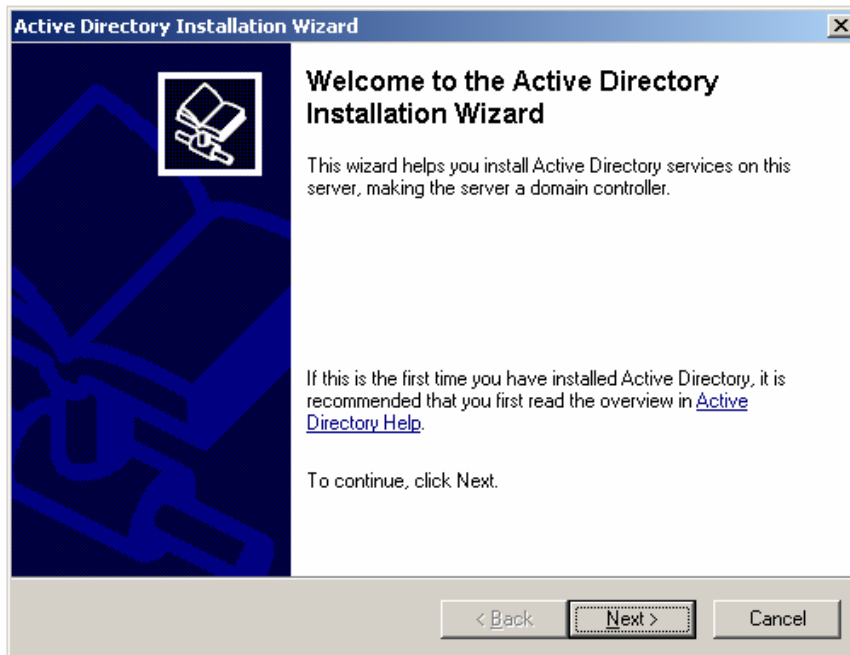 Active Directory Installation Wizard
Welcome to the Active Directory
Installation Wizard
This wizard helps you install Active Directory services on this
server, making the server a domain controller.
If this is the first time you have installed Active Directory, it is
recommended that you first read the overview in Active
Directory Help.
To continue, click Next.
< Back
Next >
Cancel